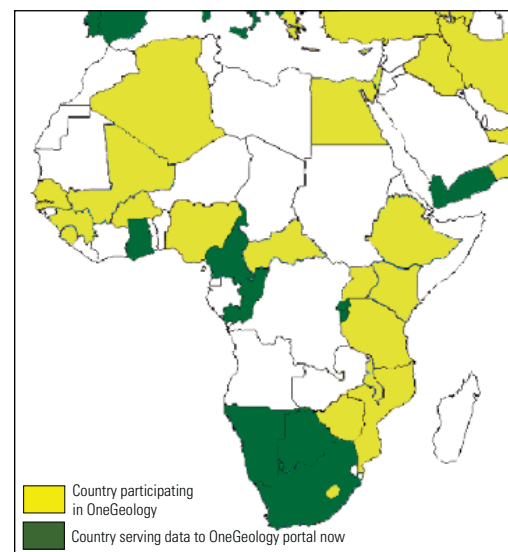 Country participating
in OneGeology
Country serving data to OneGeology portal now